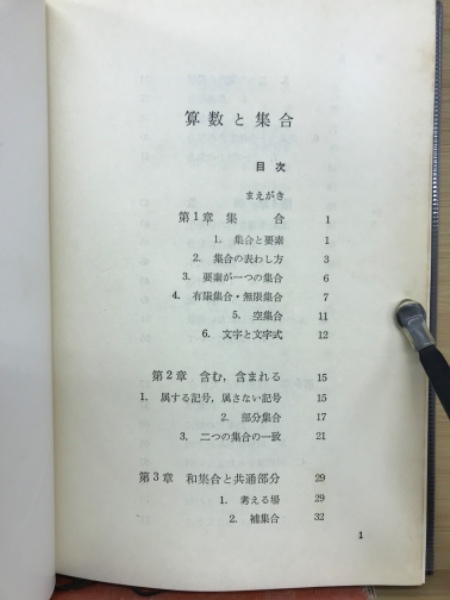 算数と集合
目次
まえがき
第1章 集合 1
1. 集合と要素 1
2. 集合の表わし方 3
3. 要素が一つの集合 6
4. 有限集合・無限集合 7
5. 空集合 11
6. 文字と文字式 12
第2章 含む,含まれる 15
1. 属する記号,属さない記号 15
2. 部分集合 17
3. 二つの集合の一致 21
第3章 和集合と共通部分 29
1. 考える場 29
2. 補集合 32
1